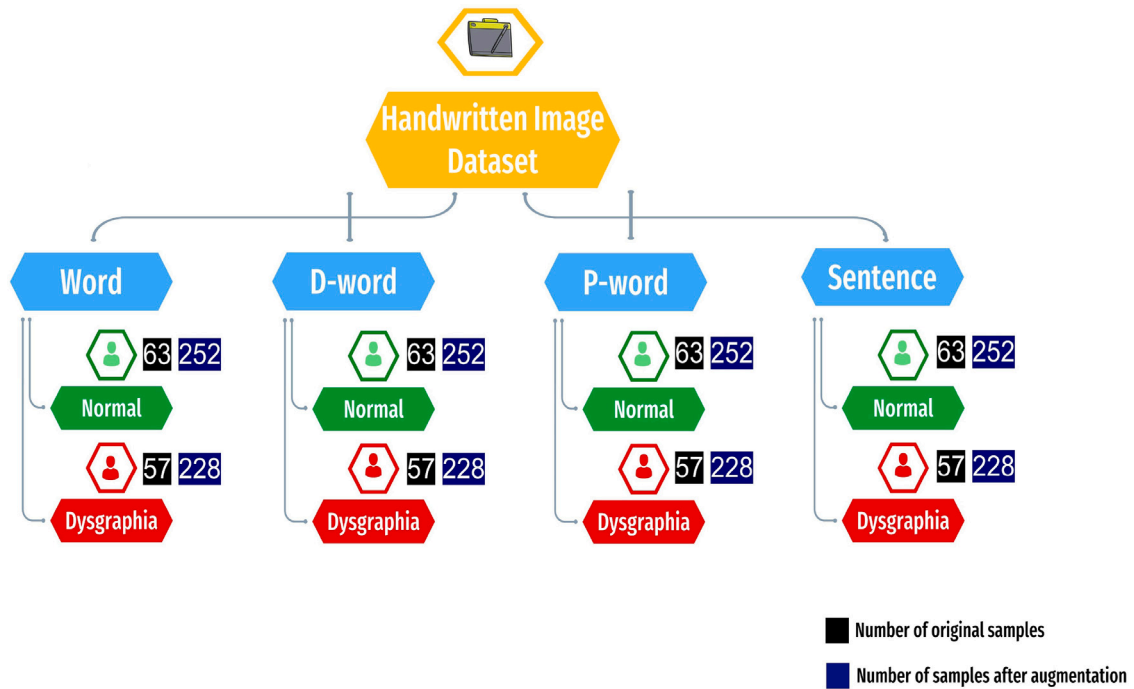 Handwritten Image
Dataset
Word
D-word
P-word
Sentence
63 252
Normal
57 228
Dysgraphia
63 252
Normal
57 228
Dysgraphia
63 252
Normal
57 228
Dysgraphia
63 252
Normal
57 228
Dysgraphia
Number of original samples
Number of samples after augmentation